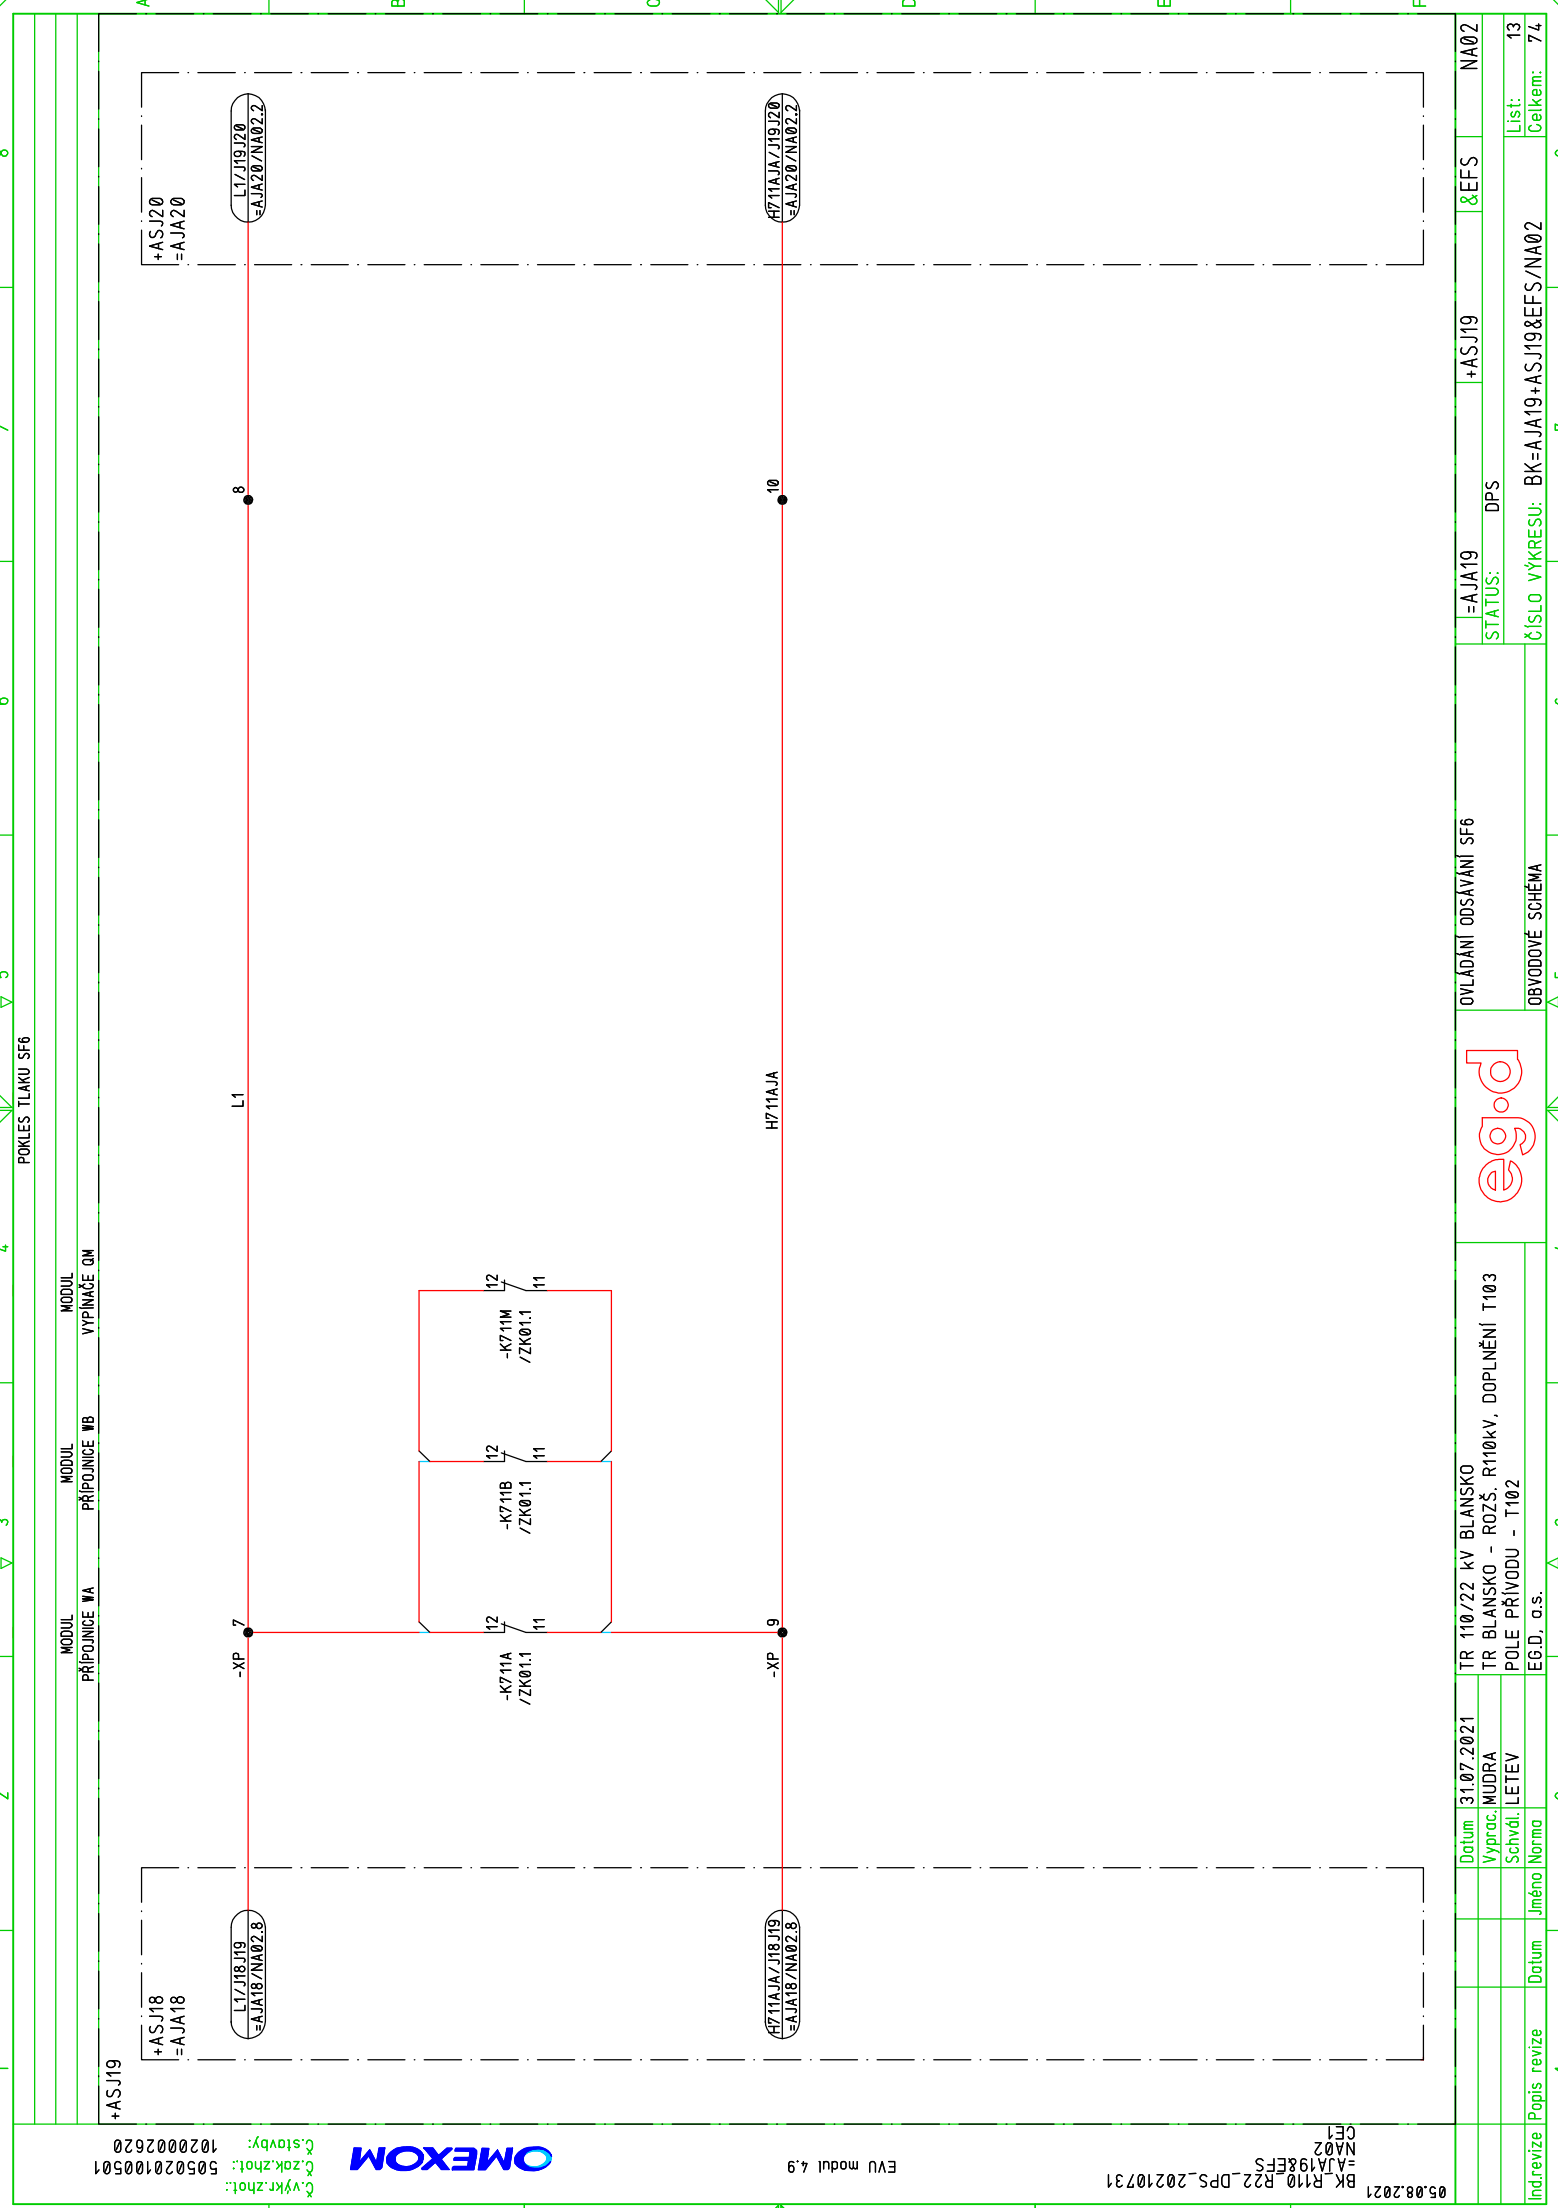 POKLES TLAKU SF6
MODUL
PŘÍPOJNICE WA
MODUL
PŘÍPOJNICE WB
MODUL
VYPÍNAČE QM
+ASJ19
+ASJ18
=AJA18
+ASJ20
=AJA20
L1/J18J19
=AJA18/NA02.8
-XP
7
L1
8
L1/J19J20
=AJA20/NA02.2
-K711A
/ZK01.1
12
11
-K711B
/ZK01.1
12
11
-K711M
/ZK01.1
12
11
H711AJA/J18J19
=AJA18/NA02.8
-XP
9
H711AJA
10
H711AJA/J19J20
=AJA20/NA02.2
Č.výkr.zhot.:
Č.zak.zhot.: 505020100501
Č.stavby: 1020002620
OMEXOM
EVU modul 4.9
05.08.2021
BK_R110_R22_DPS_20210731
=AJA19&EFS
NA02
CE1
Ind.revize
Popis revize
Datum
Jméno
Norma
Datum 31.07.2021
Vyprac. MUDRA
Schvál. LETEV
TR 110/22 kV BLANSKO
TR BLANSKO - ROZŠ. R110kV, DOPLNĚNÍ T103
POLE PŘÍVODU - T102
EG.D, a.s.
eg.d
OVLÁDÁNÍ ODSÁVÁNÍ SF6
OBVODOVÉ SCHÉMA
=AJA19
+ASJ19
&EFS
NA02
STATUS: DPS
ČÍSLO VÝKRESU: BK=AJA19+ASJ19&EFS/NA02
List: 13
Celkem: 74